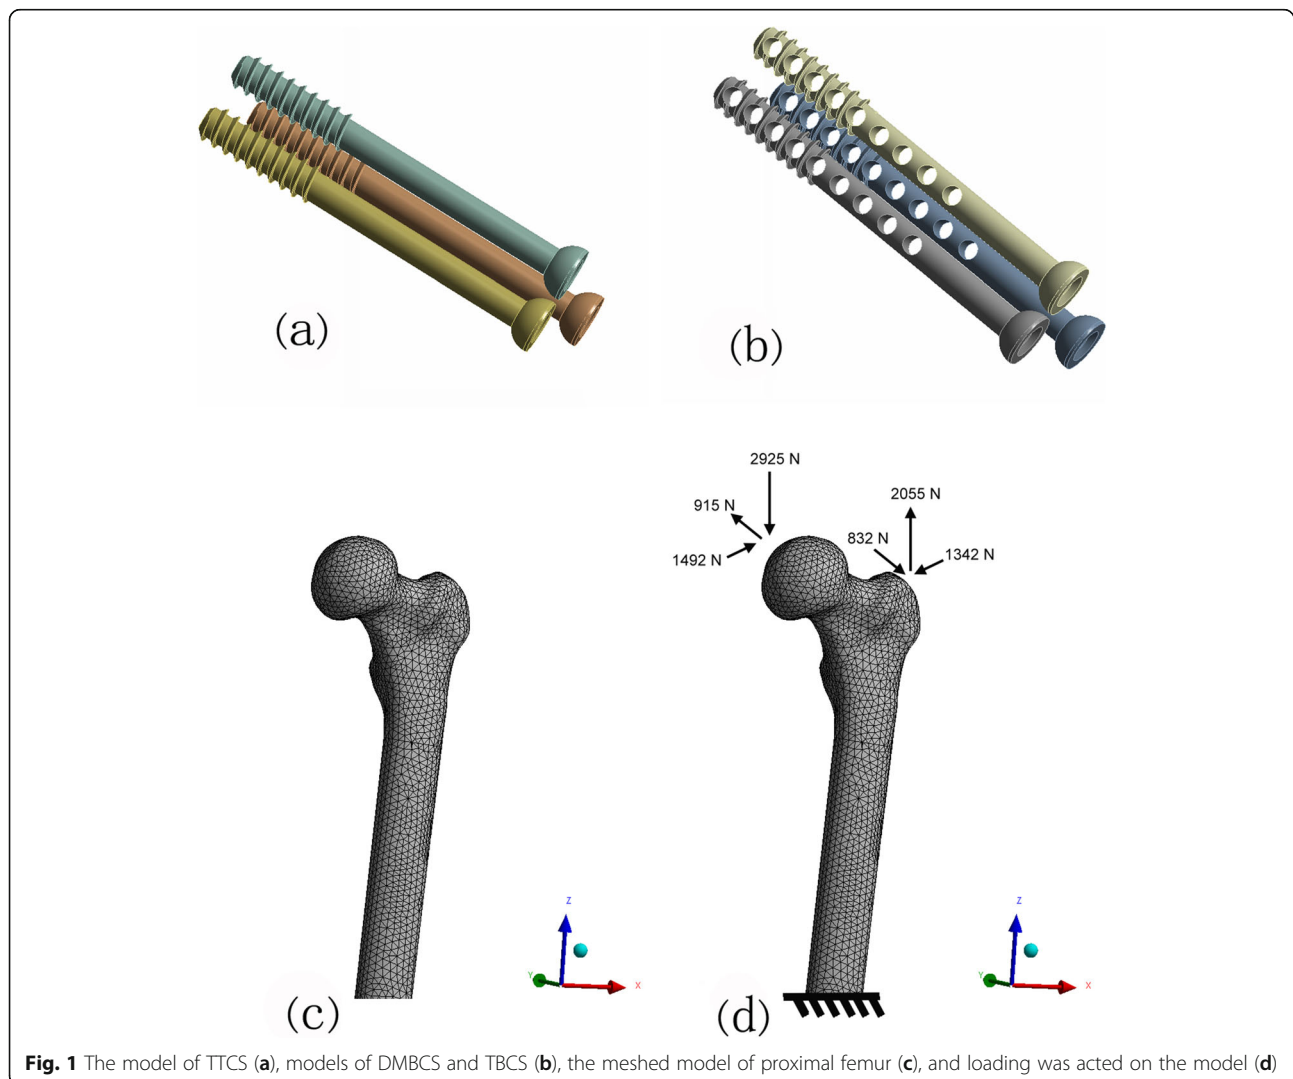 (a)
(b)
2925 N
915 N
2055 N
832 N
1492 N
1342 N
Z
Z
Y
X
Y
X
(c)
(d)
Fig. 1 The model of TTCS (a), models of DMBCS and TBCS (b), the meshed model of proximal femur (c), and loading was acted on the model (d)